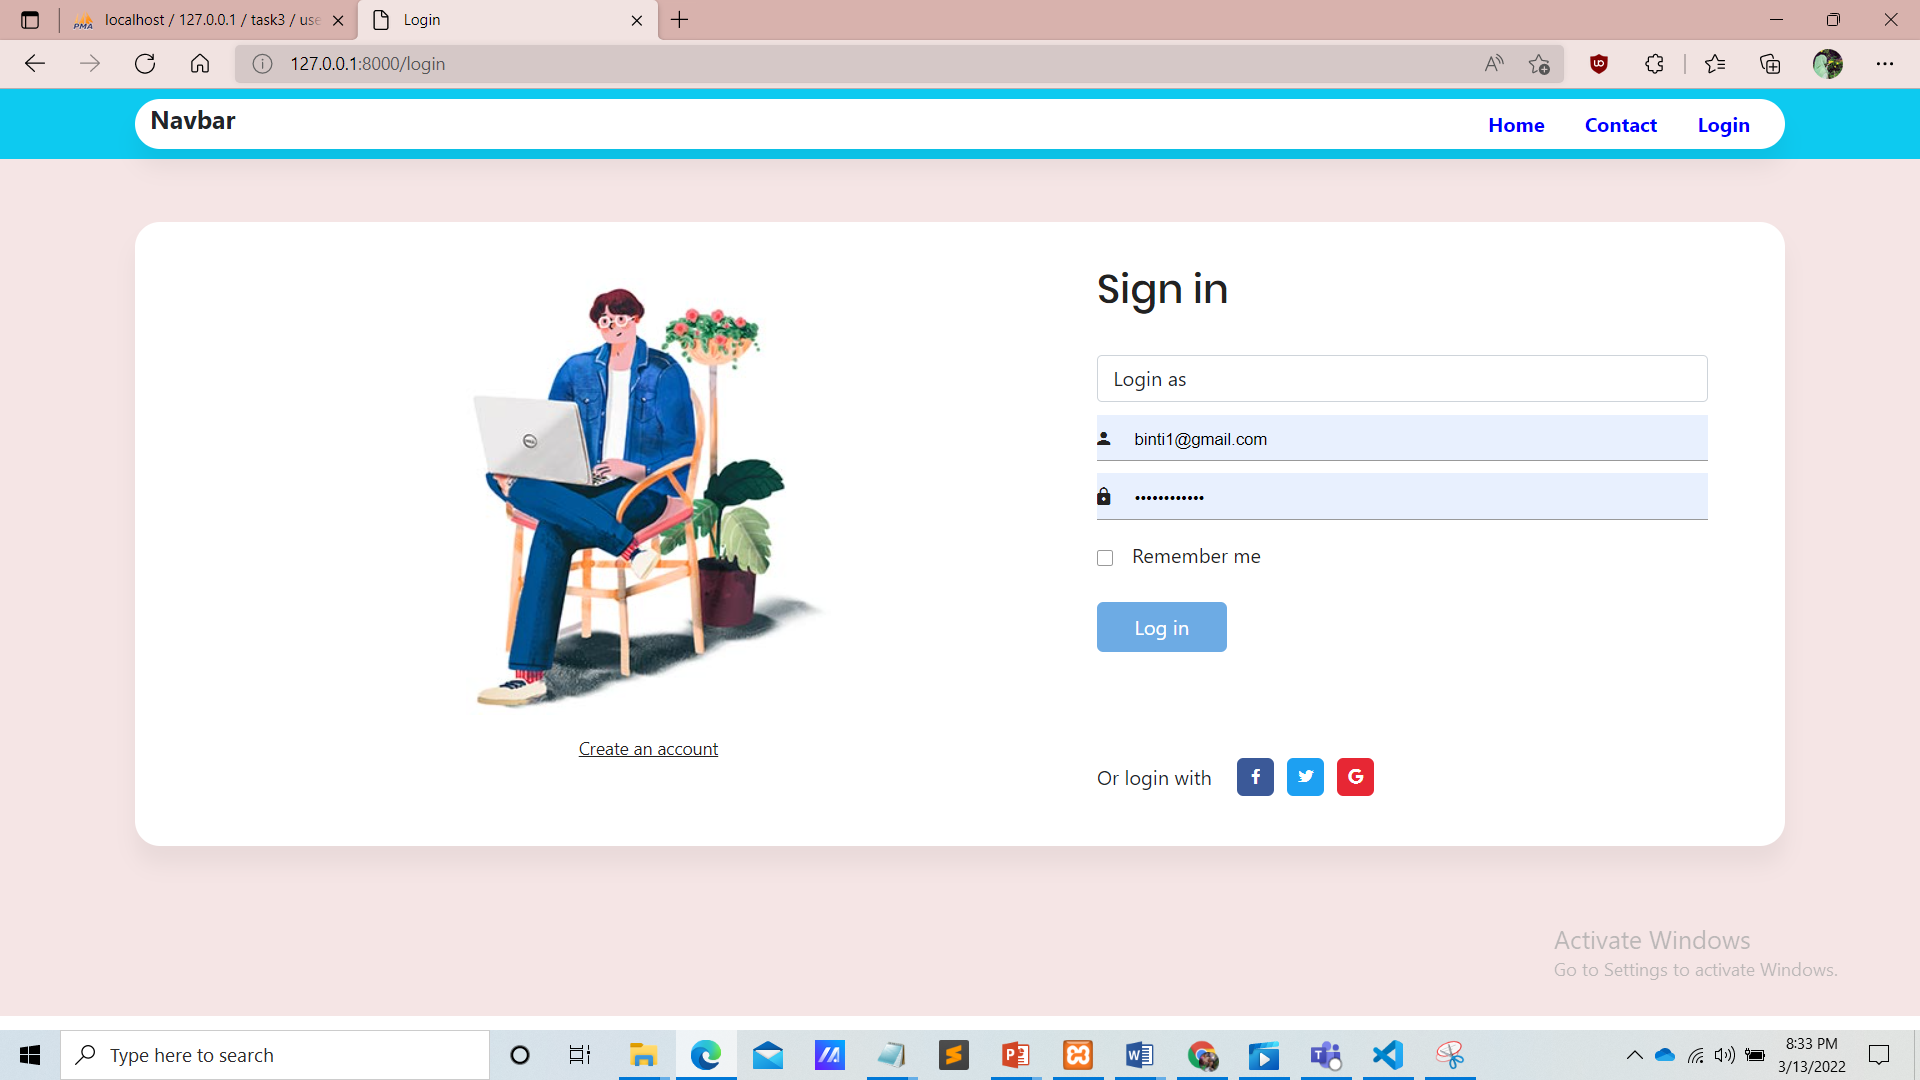 localhost / 127.0.0.1 / task3 / use
Login
127.0.0.1:8000/login
Navbar
Home
Contact
Login
Sign in
Login as
binti1@gmail.com
••••••••••••
Remember me
Log in
Create an account
Or login with
Activate Windows
Go to Settings to activate Windows.
Type here to search
8:33 PM
3/13/2022